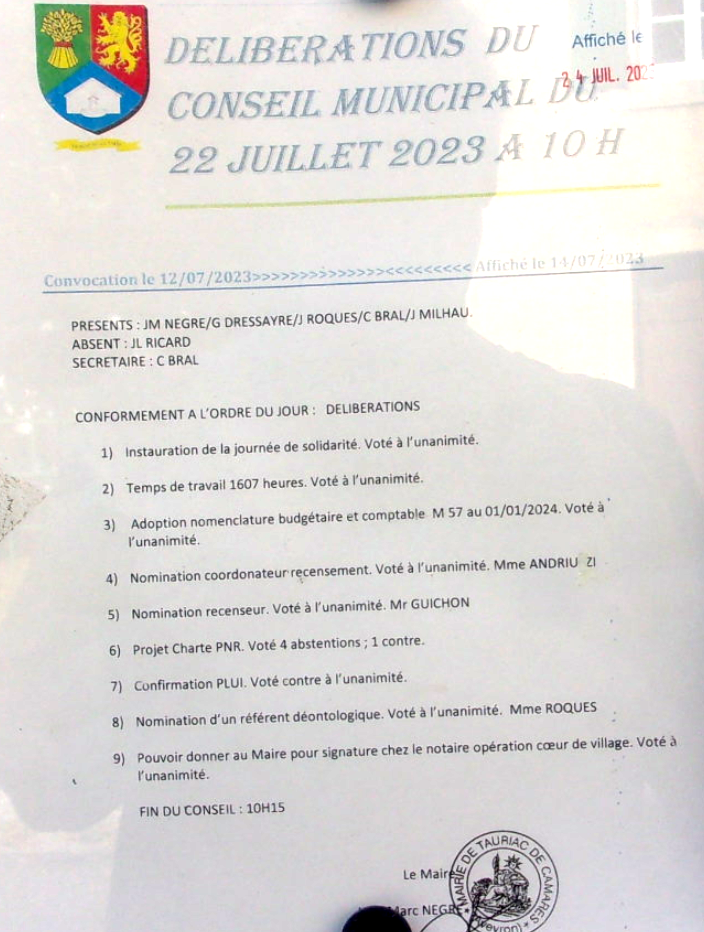 DELIBERATIONS DU
CONSEIL MUNICIPAL DU
22 JUILLET 2023 A 10 H
Affiché le
24 JUIL. 202
Convocation le 12/07/2023>>>>>>>>>>>>>>><<<<<<<<< Affiché le 14/07/2023
PRESENTS : JM NEGRE/G DRESSAYRE/J ROQUES/C BRAL/J MILHAU.
ABSENT : JL RICARD
SECRETAIRE : C BRAL
CONFORMEMENT A L'ORDRE DU JOUR : DELIBERATIONS
1) Instauration de la journée de solidarité. Voté à l'unanimité.
2) Temps de travail 1607 heures. Voté à l'unanimité.
3) Adoption nomenclature budgétaire et comptable M 57 au 01/01/2024. Voté à
l'unanimité.
4) Nomination coordonateur recensement. Voté à l'unanimité. Mme ANDRIU ZI
5) Nomination recenseur. Voté à l'unanimité. Mr GUICHON
6) Projet Charte PNR. Voté 4 abstentions ; 1 contre.
7) Confirmation PLUI. Voté contre à l'unanimité.
8) Nomination d'un référent déontologique. Voté à l'unanimité. Mme ROQUES
9) Pouvoir donner au Maire pour signature chez le notaire opération cœur de village. Voté à
l'unanimité.
FIN DU CONSEIL : 10H15
Le Maire
Marc NEGRE
MAIRIE DE TAURIAC DE CAMARES
(Aveyron)